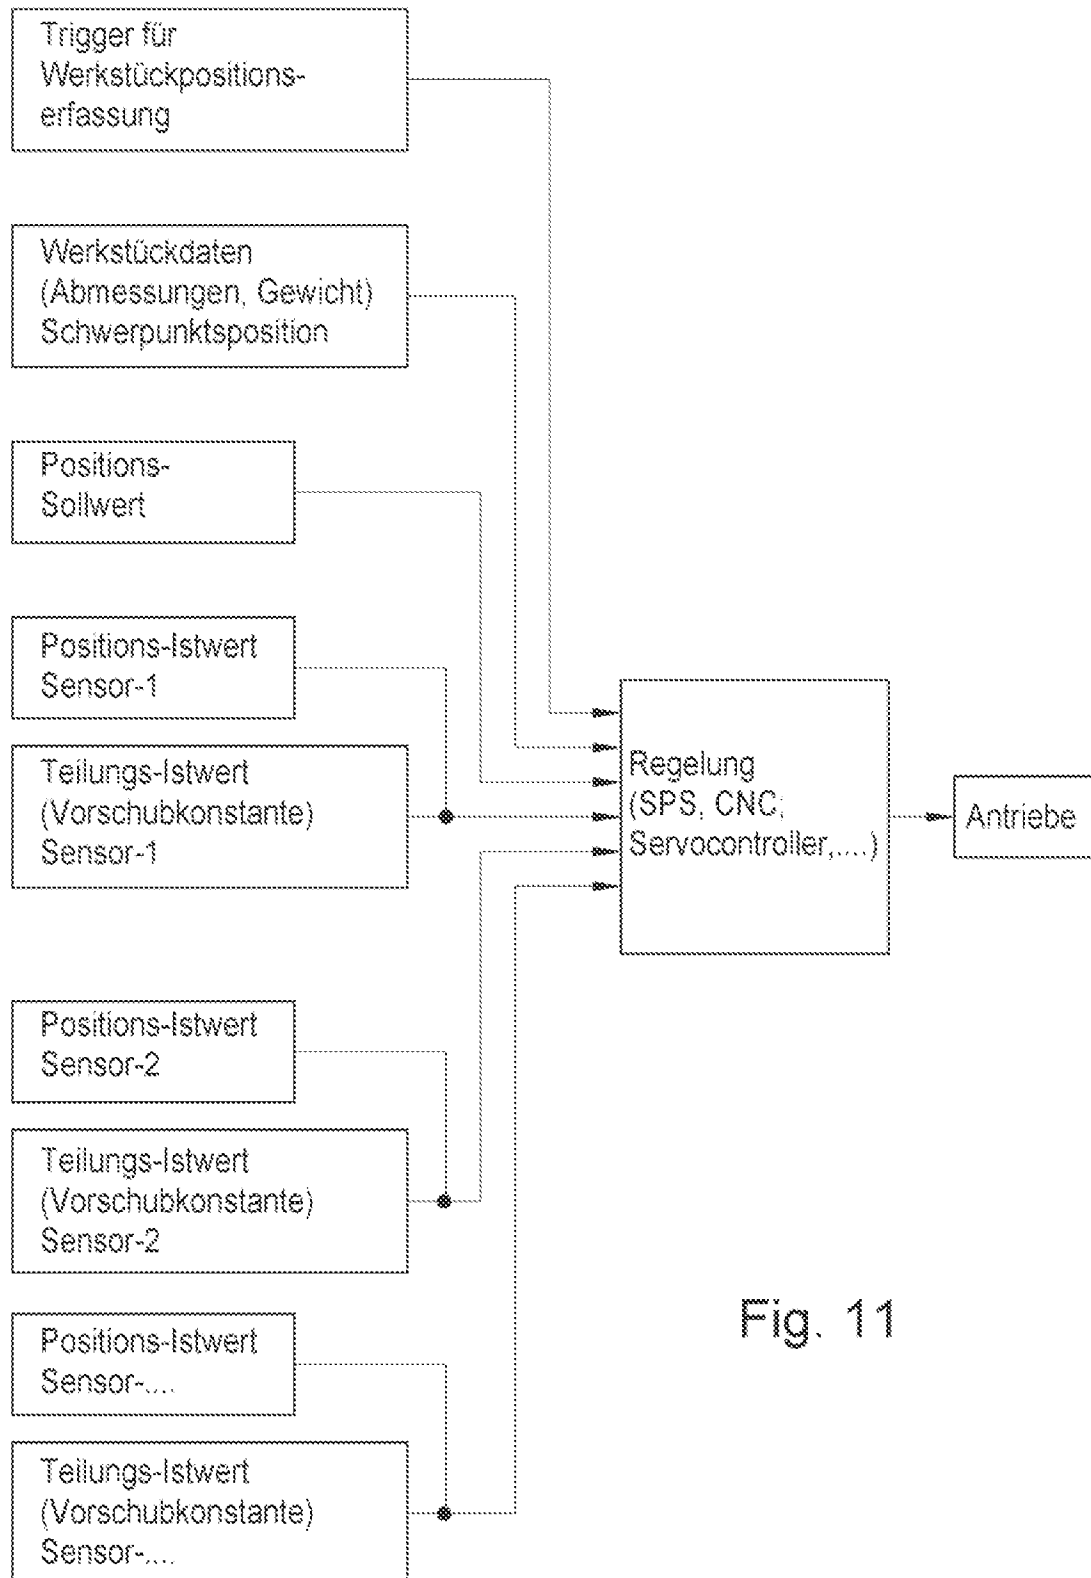 Trigger für
Werkstückpositions-
erfassung
Werkstückdaten
(Abmessungen, Gewicht)
Schwerpunktsposition
Positions-
Sollwert
Positions-Istwert
Sensor-1
Teilungs-Istwert
(Vorschubkonstante)
Sensor-1
Regelung
(SPS, CNC;
Servocontroller,....)
Antriebe
Positions-Istwert
Sensor-2
Teilungs-Istwert
(Vorschubkonstante)
Sensor-2
Positions-Istwert
Sensor-....
Teilungs-Istwert
(Vorschubkonstante)
Sensor-....
Fig. 11